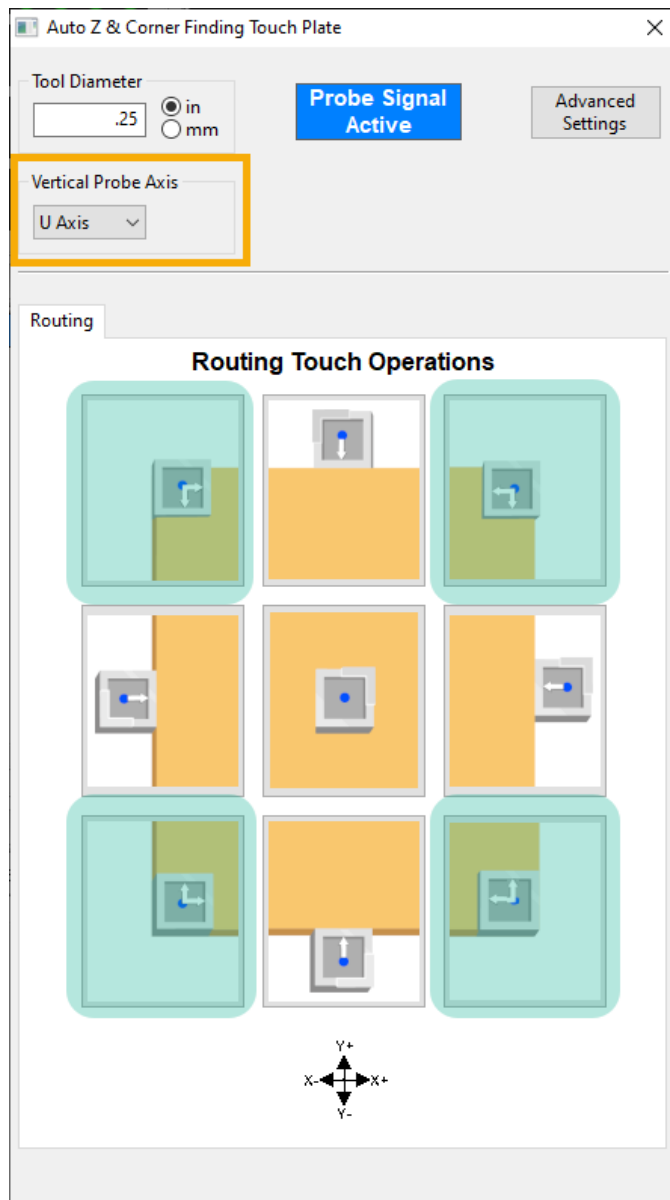 Auto Z & Corner Finding Touch Plate
Tool Diameter
.25
in
mm
Probe Signal
Active
Advanced
Settings
Vertical Probe Axis
U Axis
Routing
Routing Touch Operations
Y+
X-
X+
Y-